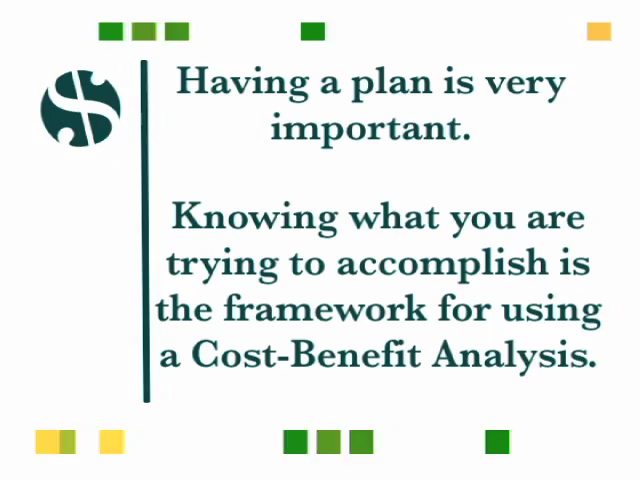 Having a plan is very
important.
Knowing what you are
trying to accomplish is
the framework for using
a Cost-Benefit Analysis.